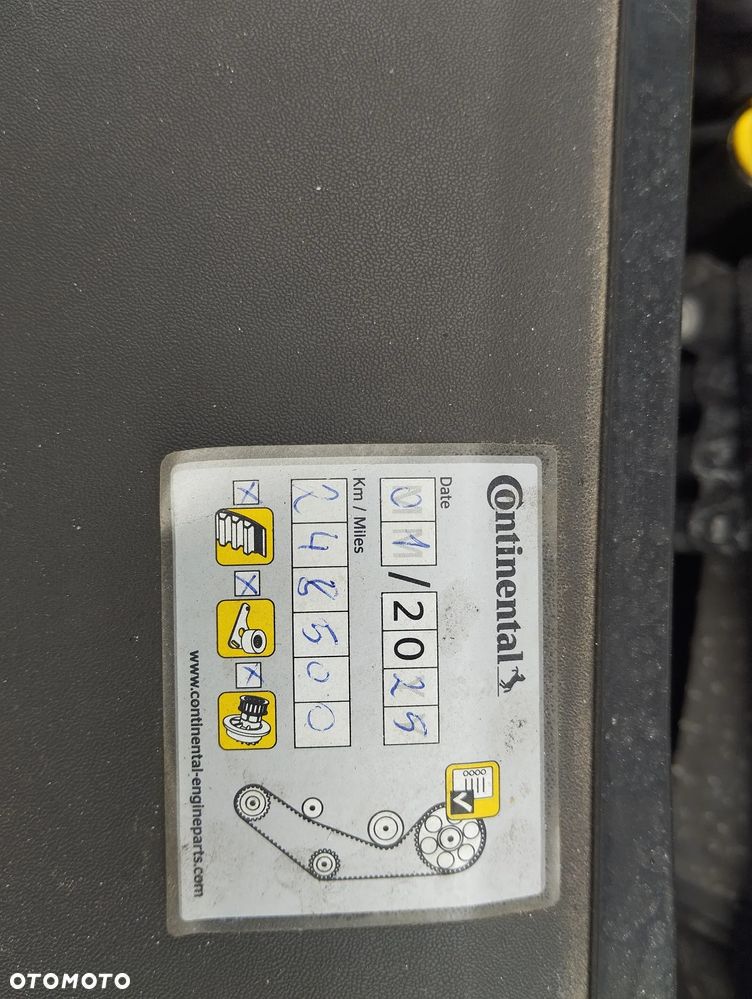 Continental
Date
01/2025
Km / Miles
248500
X X X
www.continental-engineparts.com
OTOMOTO